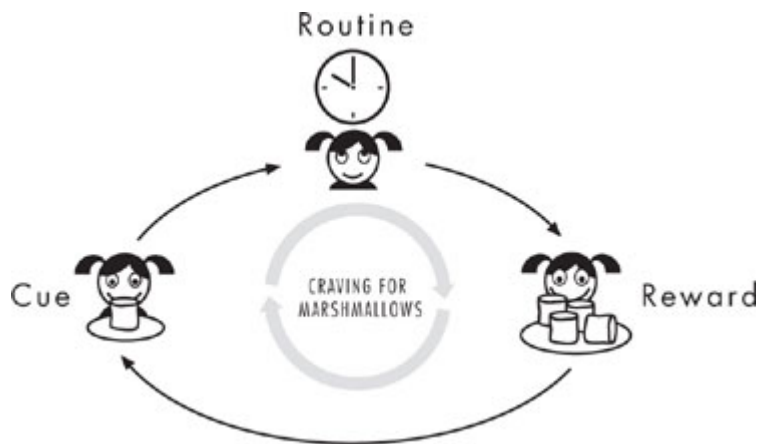 Routine
Cue
CRAVING FOR
MARSHMALLOWS
Reward